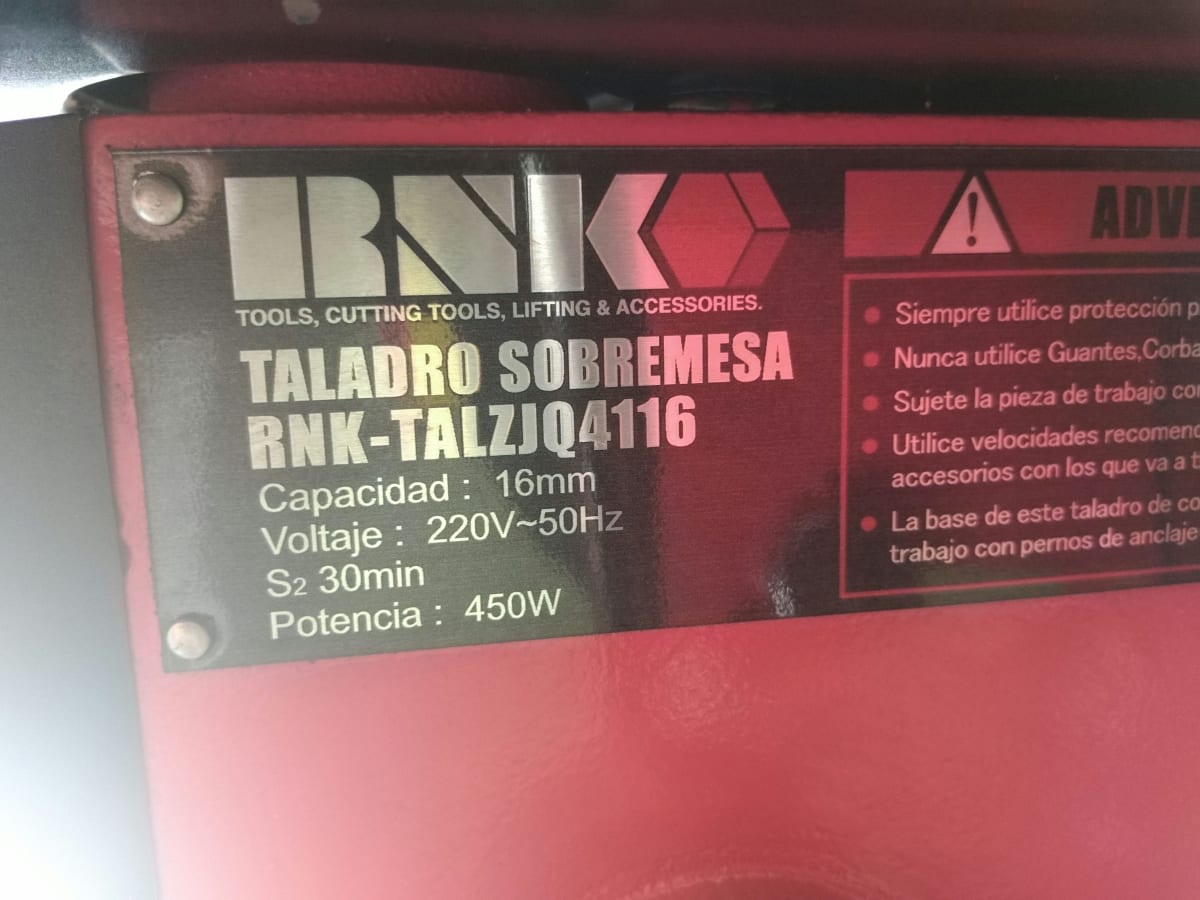 RNK
TOOLS, CUTTING TOOLS, LIFTING & ACCESSORIES.
TALADRO SOBREMESA
RNK-TALZJQ4116
Capacidad : 16mm
Voltaje : 220V~50Hz
S2 30min
Potencia : 450W
Siempre utilice protección
Nunca utilice Guantes,
Sujete la pieza de trabajo
Utilice velocidades
accesorios con los que va a
La base de este taladro de
trabajo con pernos de anclaje